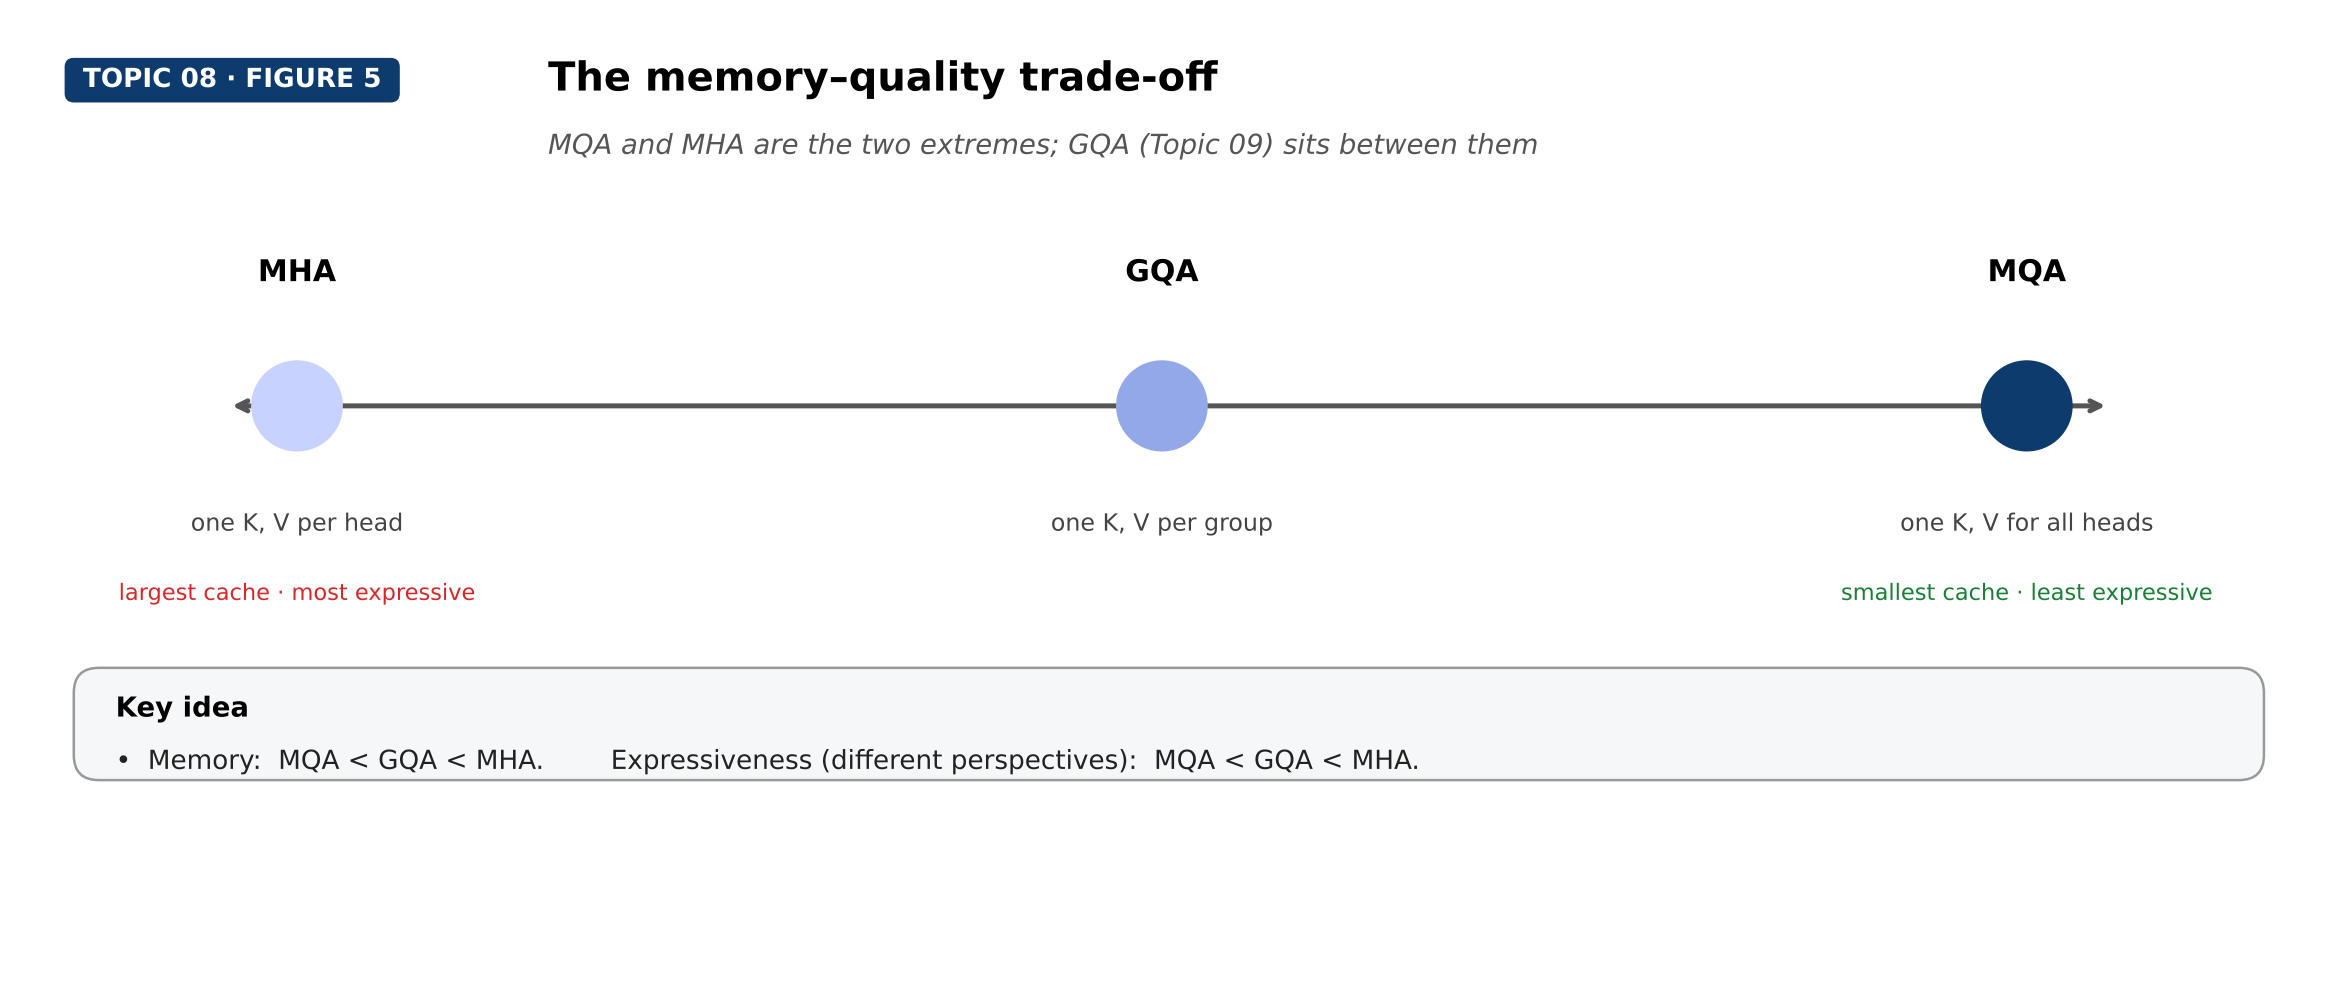 TOPIC 08 · FIGURE 5
The memory–quality trade-off
MQA and MHA are the two extremes; GQA (Topic 09) sits between them
MHA
GQA
MQA
one K, V per head
one K, V per group
one K, V for all heads
largest cache · most expressive
smallest cache · least expressive
Key idea
• Memory: MQA < GQA < MHA. Expressiveness (different perspectives): MQA < GQA < MHA.